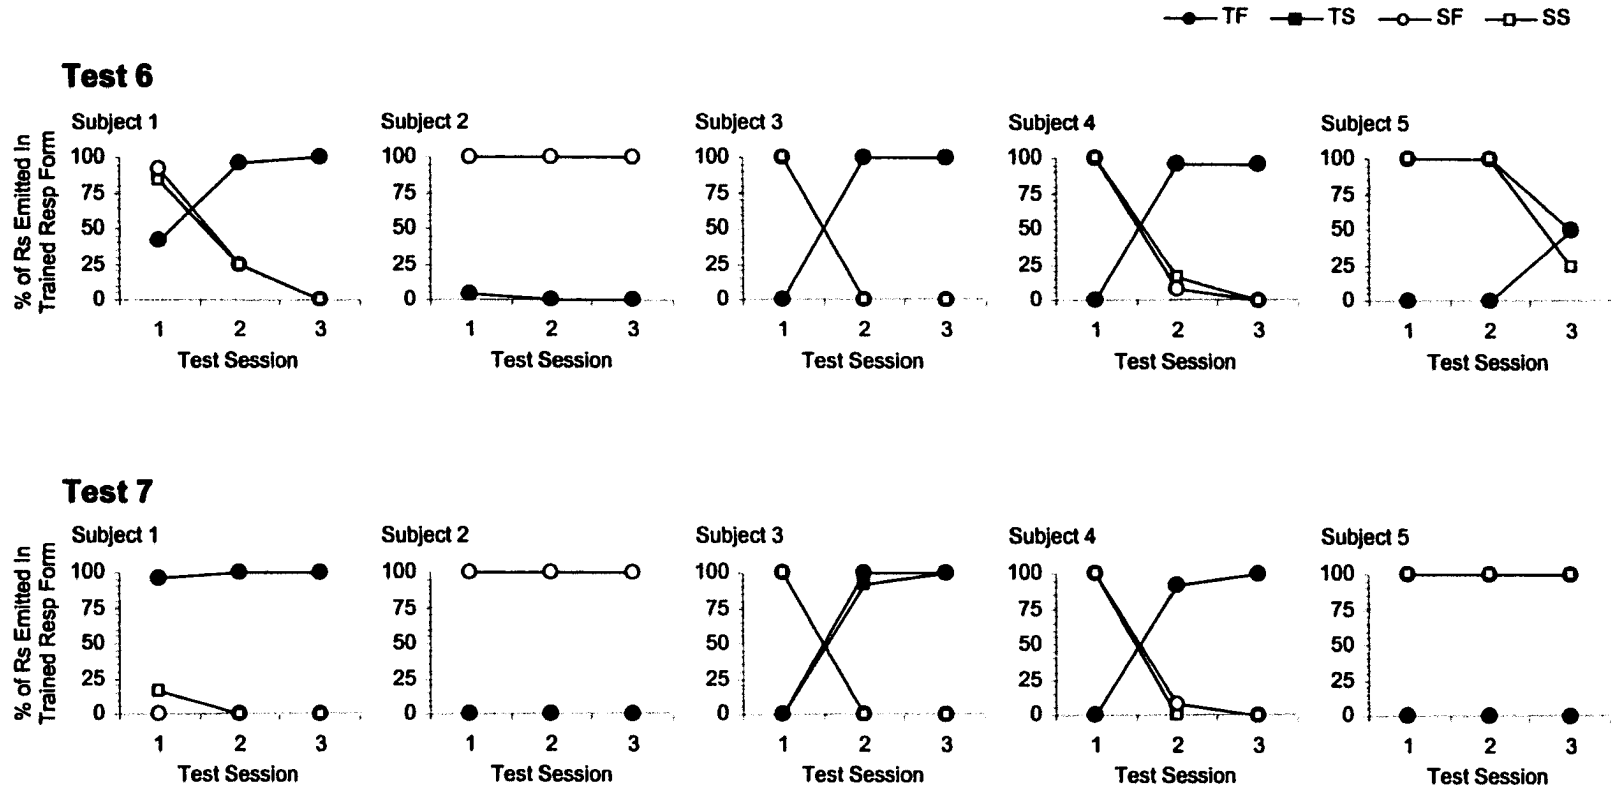 TF TS SF SS
Test 6
% of Rs Emitted In
Trained Resp Form
Subject 1 Subject 2 Subject 3 Subject 4 Subject 5
100 100 100 100 100
75 75 75 75 75
50 50 50 50 50
25 25 25 25 25
0 0 0 0 0
1 2 3 1 2 3 1 2 3 1 2 3 1 2 3
Test Session Test Session Test Session Test Session Test Session
Test 7
% of Rs Emitted In
Trained Resp Form
Subject 1 Subject 2 Subject 3 Subject 4 Subject 5
100 100 100 100 100
75 75 75 75 75
50 50 50 50 50
25 25 25 25 25
0 0 0 0 0
1 2 3 1 2 3 1 2 3 1 2 3 1 2 3
Test Session Test Session Test Session Test Session Test Session